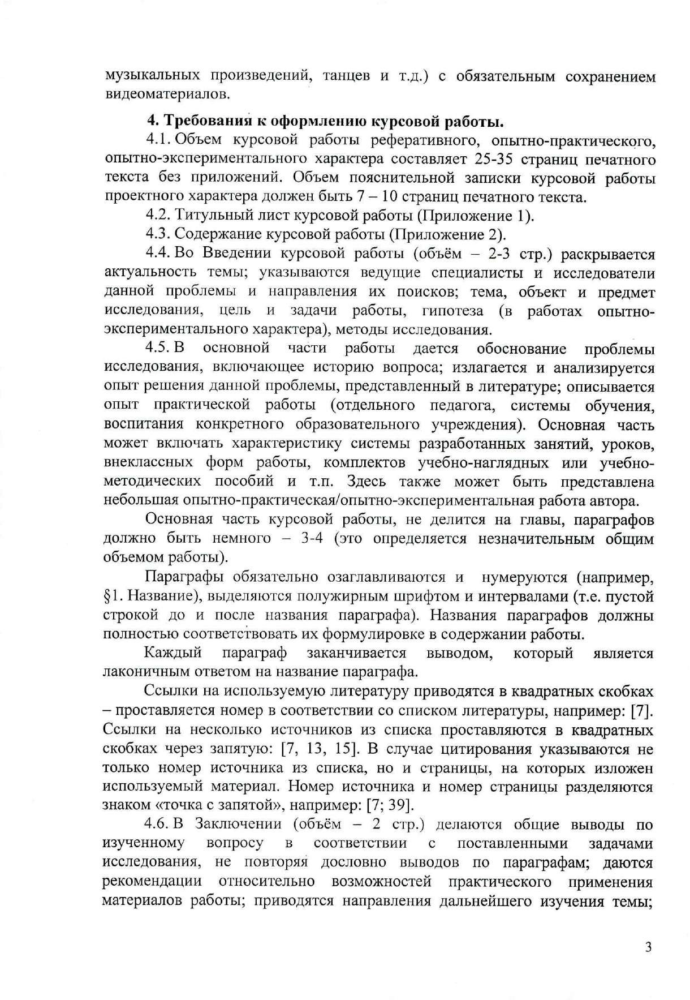 музыкальных произведений, танцев и т.д.) с обязательным сохранением
видеоматериалов.
4. Требования к оформлению курсовой работы.
4.1. Объем курсовой работы реферативного, опытно-практического,
опытно-экспериментального характера составляет 25-35 страниц печатного
текста без приложений. Объем пояснительной записки курсовой работы
проектного характера должен быть 7 – 10 страниц печатного текста.
4.2. Титульный лист курсовой работы (Приложение 1).
4.3. Содержание курсовой работы (Приложение 2).
4.4. Во Введении курсовой работы (объём – 2-3 стр.) раскрывается
актуальность темы; указываются ведущие специалисты и исследователи
данной проблемы и направления их поисков; тема, объект и предмет
исследования, цель и задачи работы, гипотеза (в работах опытно-
экспериментального характера), методы исследования.
4.5. В основной части работы дается обоснование проблемы
исследования, включающее историю вопроса; излагается и анализируется
опыт решения данной проблемы, представленный в литературе; описывается
опыт практической работы (отдельного педагога, системы обучения,
воспитания конкретного образовательного учреждения). Основная часть
может включать характеристику системы разработанных занятий, уроков,
внеклассных форм работы, комплектов учебно-наглядных или учебно-
методических пособий и т.п. Здесь также может быть представлена
небольшая опытно-практическая/опытно-экспериментальная работа автора.
Основная часть курсовой работы, не делится на главы, параграфов
должно быть немного – 3-4 (это определяется незначительным общим
объемом работы).
Параграфы обязательно озаглавливаются и нумеруются (например,
§1. Название), выделяются полужирным шрифтом и интервалами (т.е. пустой
строкой до и после названия параграфа). Названия параграфов должны
полностью соответствовать их формулировке в содержании работы.
Каждый параграф заканчивается выводом, который является
лаконичным ответом на название параграфа.
Ссылки на используемую литературу приводятся в квадратных скобках
– проставляется номер в соответствии со списком литературы, например: [7].
Ссылки на несколько источников из списка проставляются в квадратных
скобках через запятую: [7, 13, 15]. В случае цитирования указываются не
только номер источника из списка, но и страницы, на которых изложен
используемый материал. Номер источника и номер страницы разделяются
знаком «точка с запятой», например: [7; 39].
4.6. В Заключении (объём – 2 стр.) делаются общие выводы по
изученному вопросу в соответствии с поставленными задачами
исследования, не повторяя дословно выводов по параграфам; даются
рекомендации относительно возможностей практического применения
материалов работы; приводятся направления дальнейшего изучения темы;
3